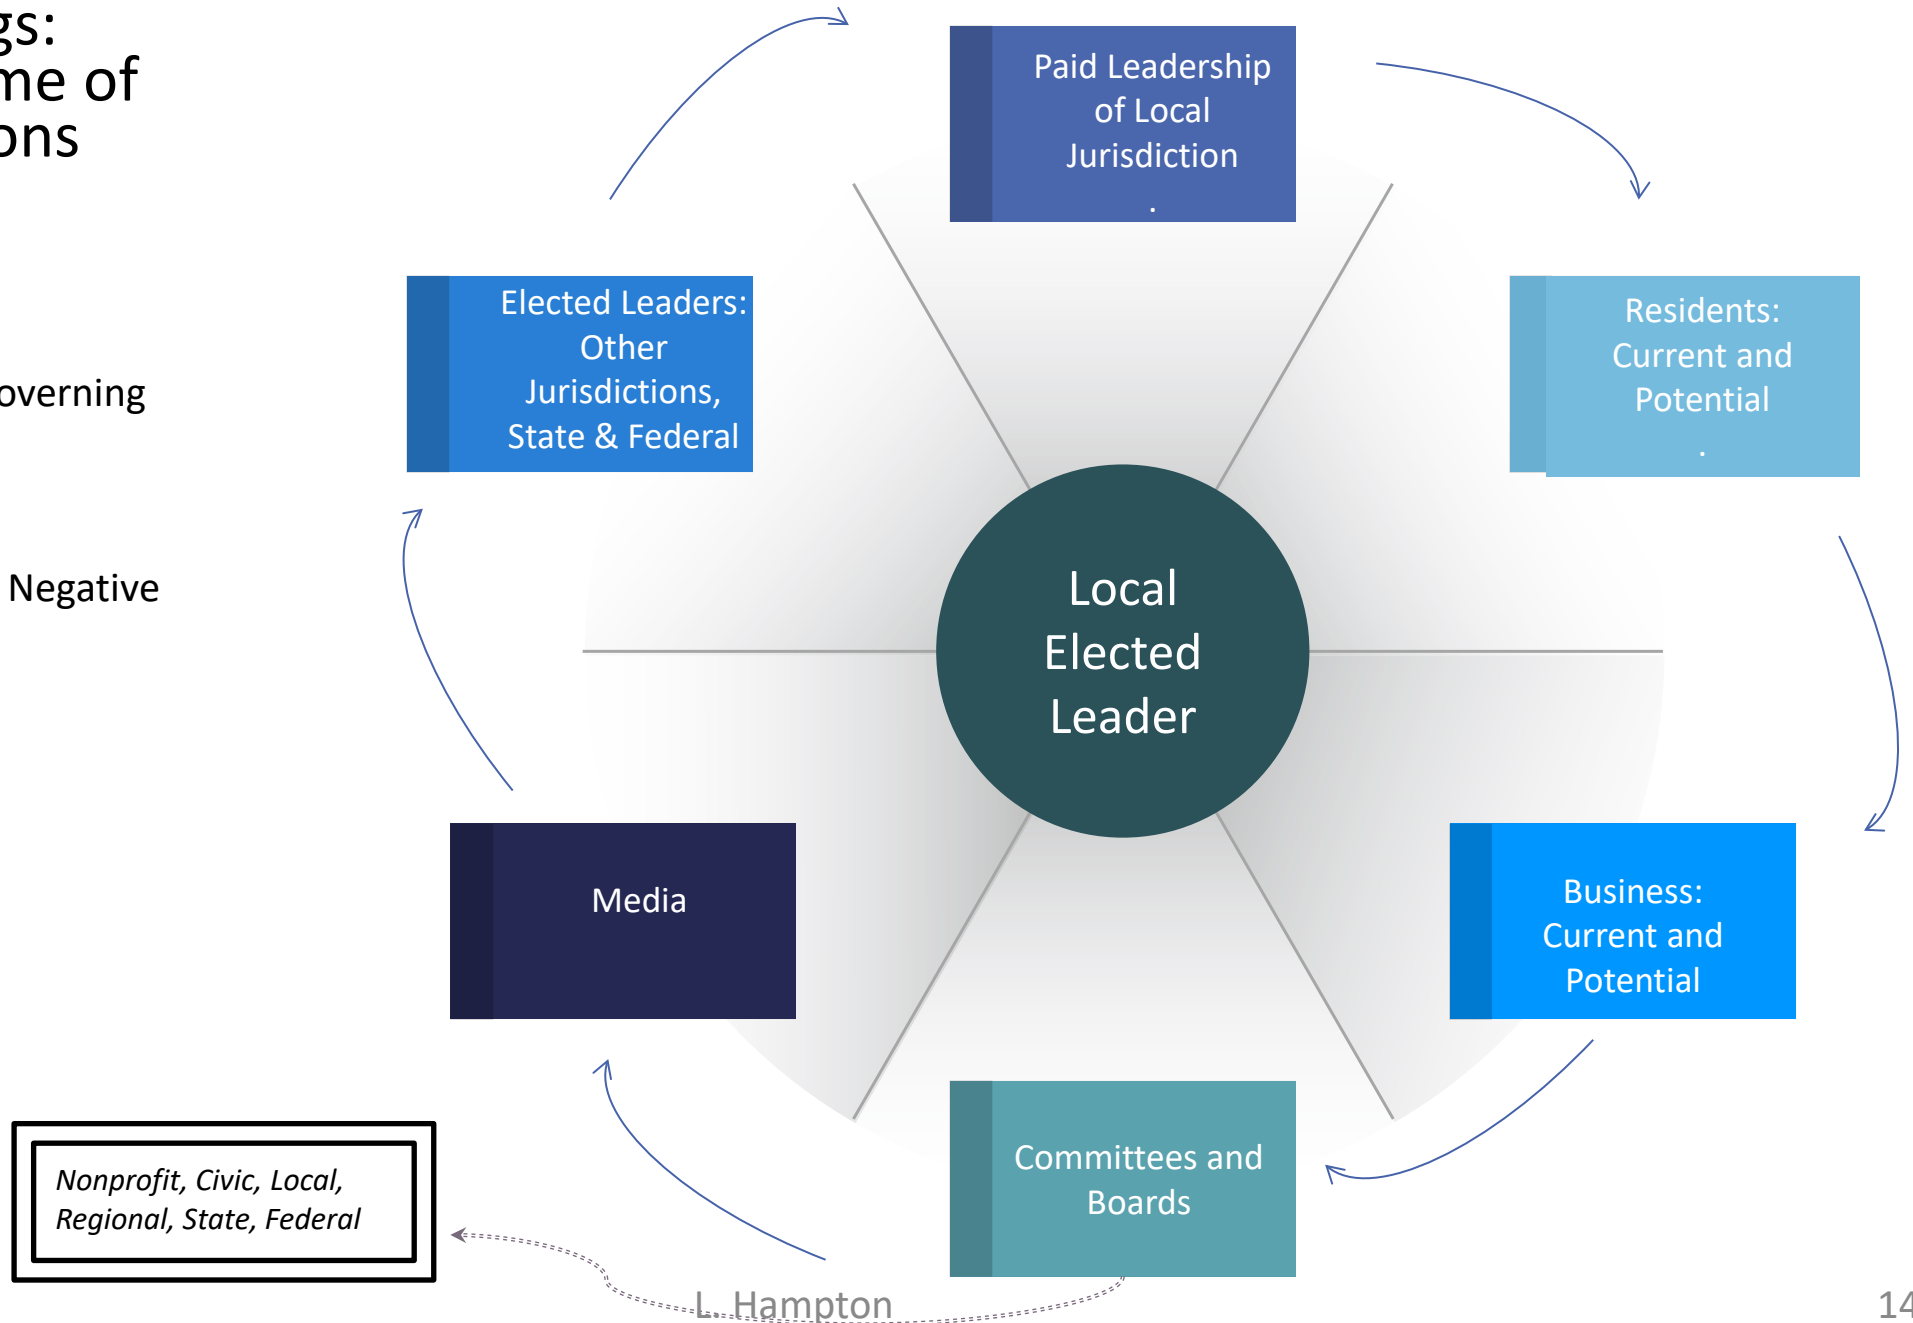 gs:
me of
ons
overning
Negative
Paid Leadership
of Local
Jurisdiction
.
Elected Leaders:
Other
Jurisdictions,
State & Federal
Residents:
Current and
Potential
.
Local
Elected
Leader
Media
Business:
Current and
Potential
Committees and
Boards
Nonprofit, Civic, Local,
Regional, State, Federal
L. Hampton
14